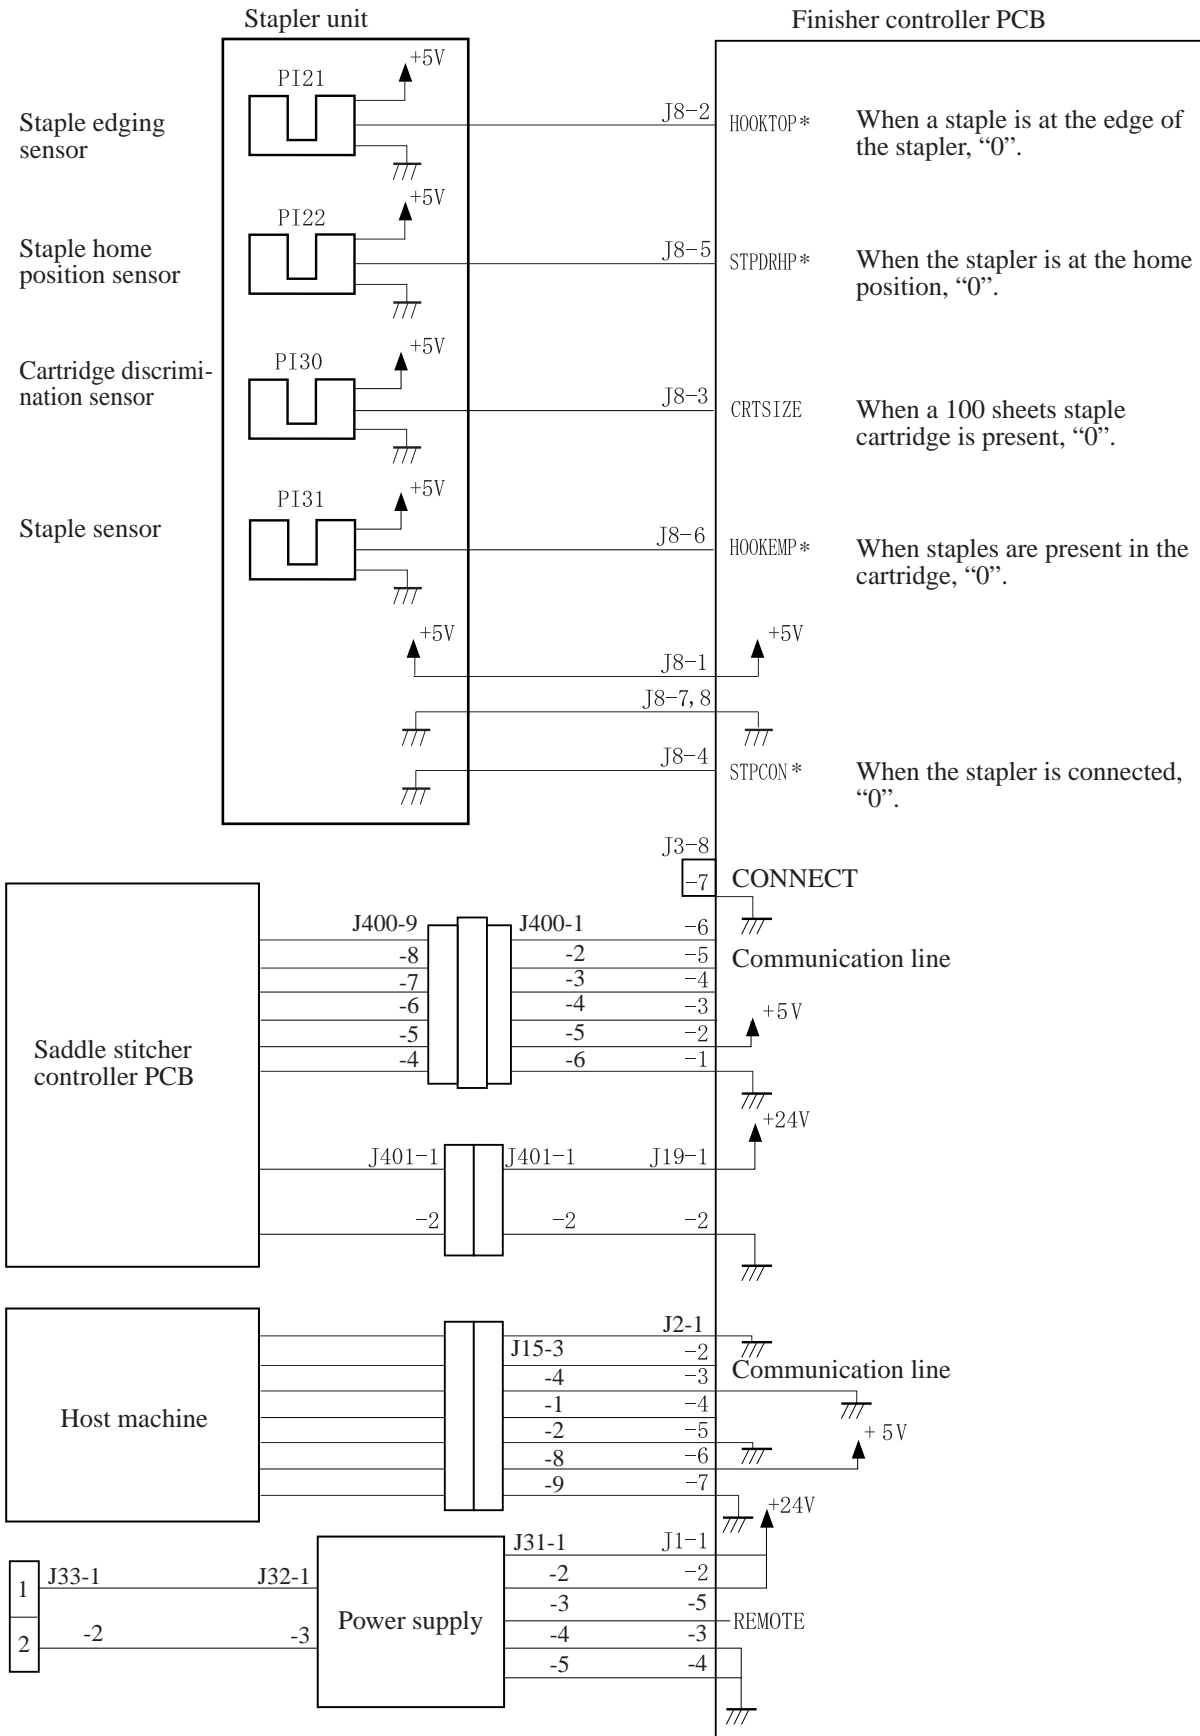 Stapler unit
Finisher controller PCB
+5V
PI21
Staple edging
sensor
J8-2
HOOKTOP*
When a staple is at the edge of
the stapler, “0”.
+5V
PI22
Staple home
position sensor
J8-5
STPDRHP*
When the stapler is at the home
position, “0”.
+5V
PI30
Cartridge discrimi-
nation sensor
J8-3
CRTSIZE
When a 100 sheets staple
cartridge is present, “0”.
+5V
PI31
Staple sensor
J8-6
HOOKEMP*
When staples are present in the
cartridge, “0”.
+5V
+5V
J8-1
J8-7, 8
J8-4
STPCON*
When the stapler is connected,
“0”.
J3-8
-7
CONNECT
J400-9
J400-1
-6
-8
-2
-5
Communication line
-7
-3
-4
-6
-4
-3
+5V
-5
-5
-2
-4
-6
-1
Saddle stitcher
controller PCB
+24V
J401-1
J401-1
J19-1
-2
-2
-2
J2-1
J15-3
-2
Communication line
-4
-3
-1
-4
Host machine
-2
-5
+5V
-8
-6
-9
-7
+24V
J31-1
J1-1
1
J33-1
J32-1
-2
-2
-3
-5
REMOTE
Power supply
2
-2
-3
-4
-3
-5
-4